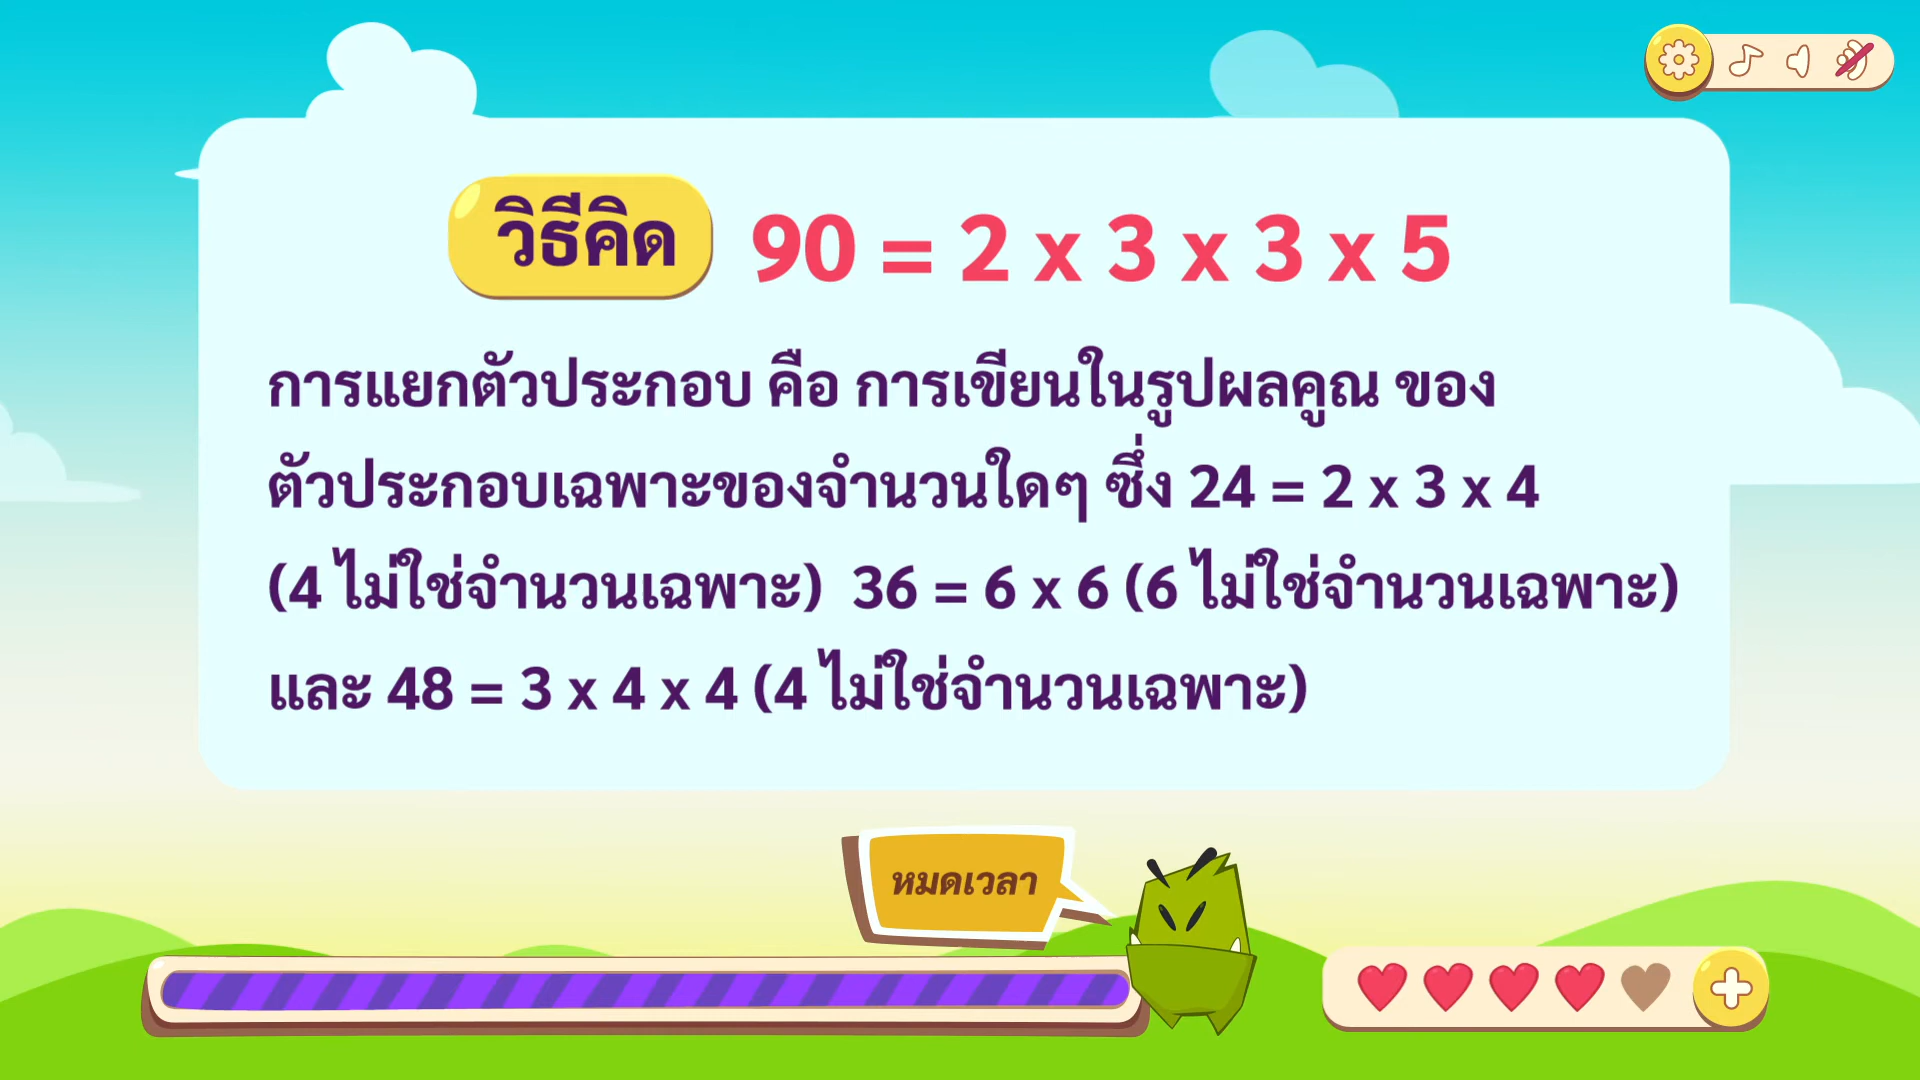 วิธีคิด 90 = 2 x 3 x 3 x 5
การแยกตัวประกอบ คือ การเขียนในรูปผลคูณ ของ
ตัวประกอบเฉพาะของจำนวนใดๆ ซึ่ง 24 = 2 x 3 x 4
(4 ไม่ใช่จำนวนเฉพาะ) 36 = 6 x 6 (6 ไม่ใช่จำนวนเฉพาะ)
และ 48 = 3 x 4 x 4 (4 ไม่ใช่จำนวนเฉพาะ)
หมดเวลา